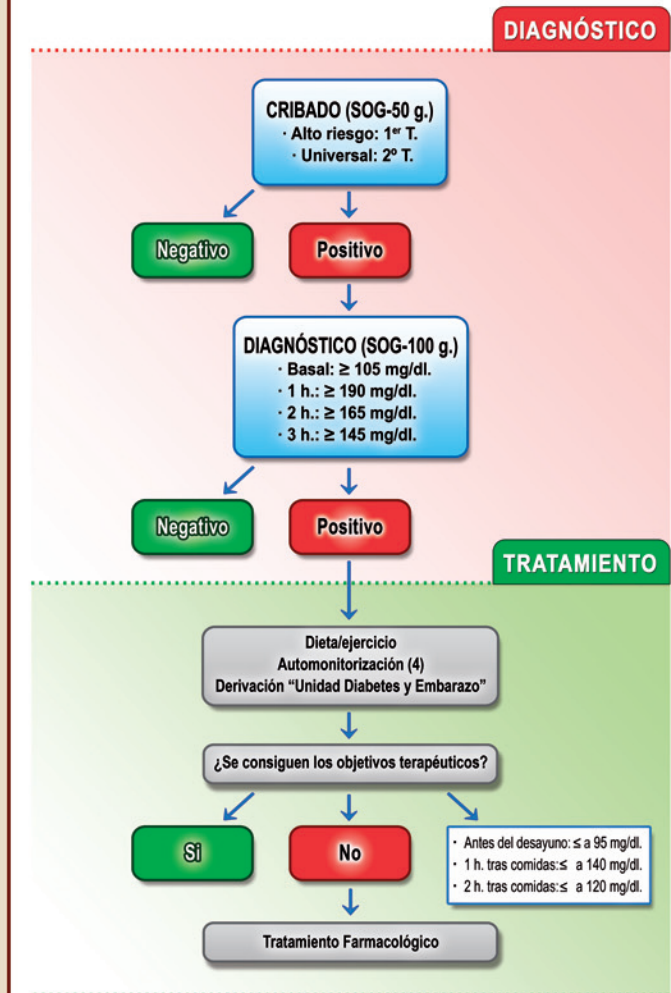 DIAGNÓSTICO
CRIBADO (SOG-50 g.)
· Alto riesgo: 1er T.
· Universal: 2º T.
Negativo
Positivo
DIAGNÓSTICO (SOG-100 g.)
· Basal: ≥ 105 mg/dl.
· 1 h.: ≥ 190 mg/dl.
· 2 h.: ≥ 165 mg/dl.
· 3 h.: ≥ 145 mg/dl.
Negativo
Positivo
TRATAMIENTO
Dieta/ejercicio
Automonitorización (4)
Derivación “Unidad Diabetes y Embarazo”
¿Se consiguen los objetivos terapéuticos?
Si
No
· Antes del desayuno: ≤ a 95 mg/dl.
· 1 h. tras comidas:≤ a 140 mg/dl.
· 2 h. tras comidas:≤ a 120 mg/dl.
Tratamiento Farmacológico